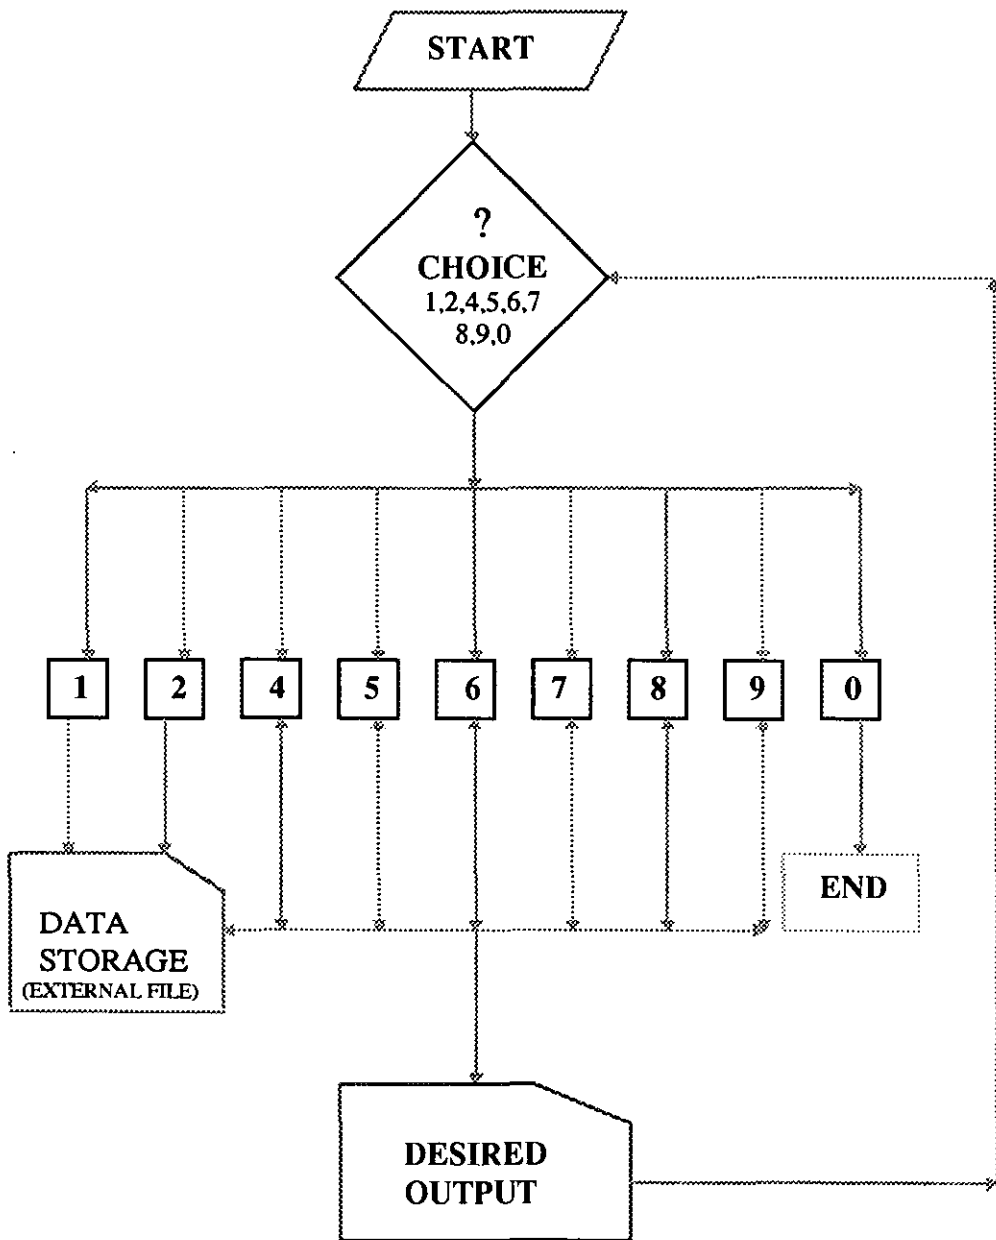 START
?
CHOICE
1,2,4,5,6,7
8,9,0
1
2
4
5
6
7
8
9
0
DATA
STORAGE
(EXTERNAL FILE)
END
DESIRED
OUTPUT